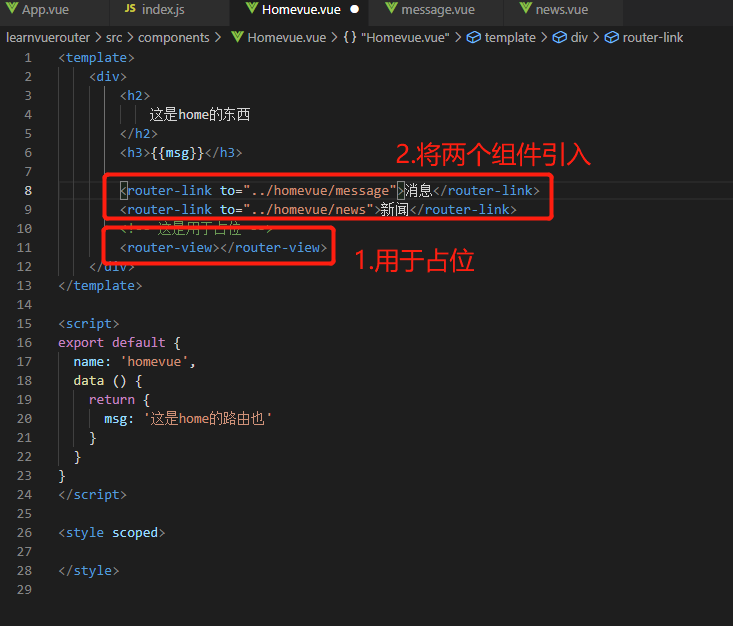 App.vue JS index.js Homevue.vue ● message.vue news.vue
learnvuerouter > src > components > Homevue.vue > {} "Homevue.vue" > template > div > router-link
1 <template>
2 <div>
3 <h2>
4 这是home的东西
5 </h2>
6 <h3>{{msg}}</h3>
2.将两个组件引入
7
8 <router-link to="../homevue/message">消息</router-link>
9 <router-link to="../homevue/news">新闻</router-link>
10 <!-- 这是用于占位 -->
11 <router-view></router-view>
1.用于占位
12 </div>
13 </template>
14
15 <script>
16 export default {
17 name: 'homevue',
18 data () {
19 return {
20 msg: '这是home的路由也'
21 }
22 }
23 }
24 </script>
25
26 <style scoped>
27
28 </style>
29